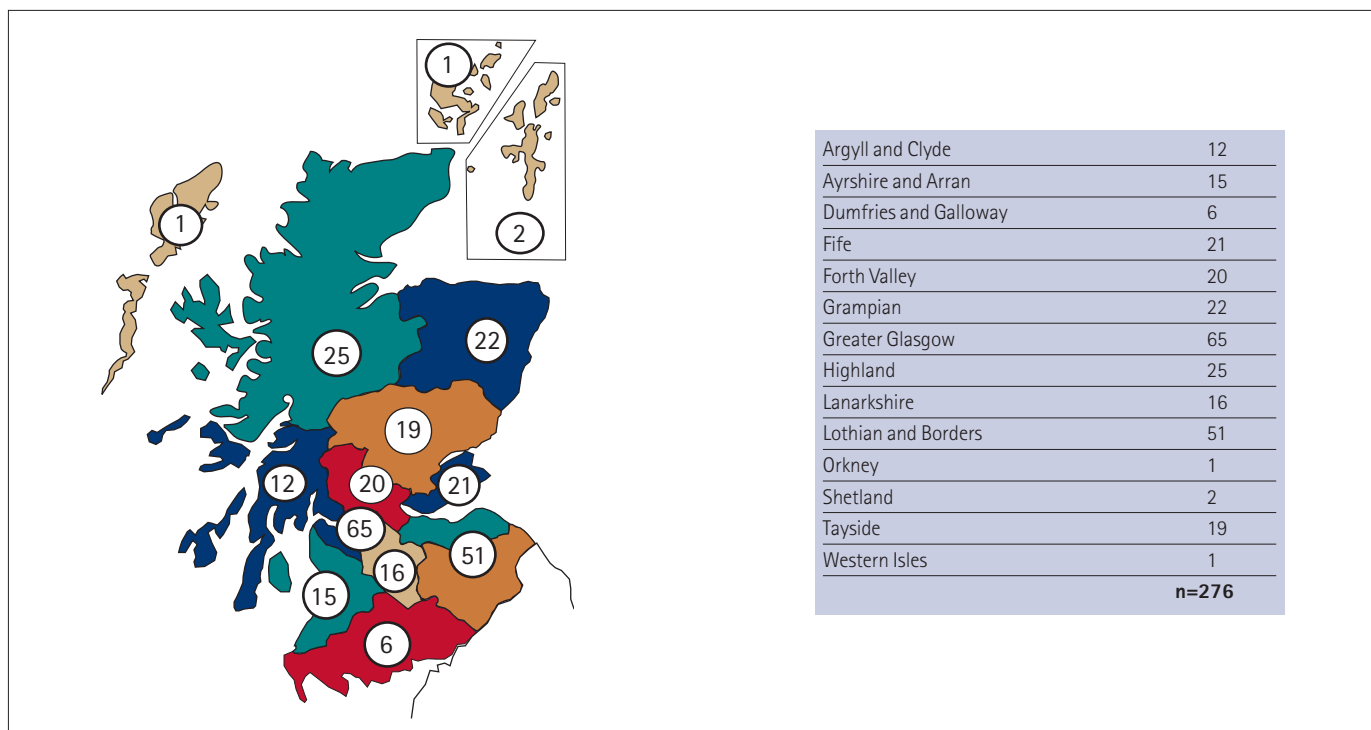 1
1
2
25
22
19
12
20
21
65
51
16
15
6
Argyll and Clyde 12
Ayrshire and Arran 15
Dumfries and Galloway 6
Fife 21
Forth Valley 20
Grampian 22
Greater Glasgow 65
Highland 25
Lanarkshire 16
Lothian and Borders 51
Orkney 1
Shetland 2
Tayside 19
Western Isles 1
n=276